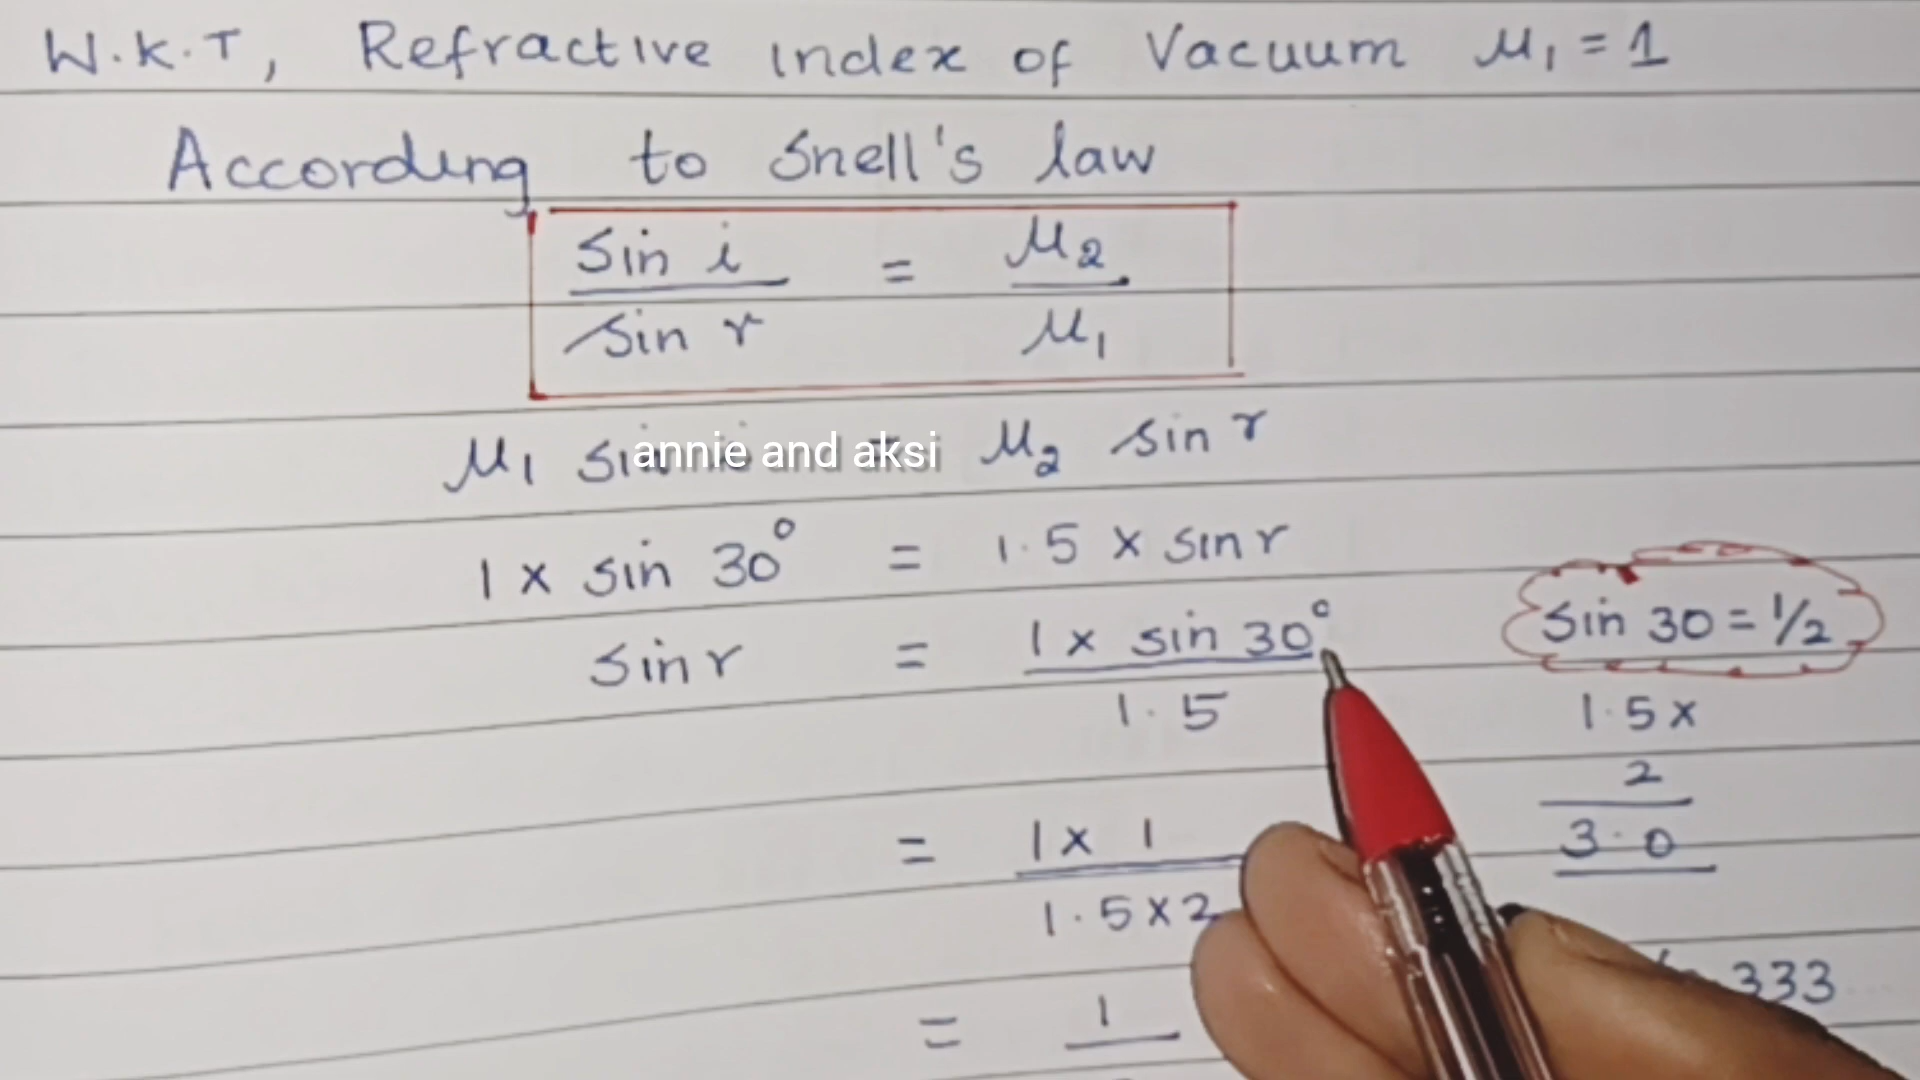 W.K.T, Refractive index of Vacuum μ₁ = 1
According to Snell's law
sin i / sin r = μ₂ / μ₁
μ₁ = μ₂ sin r
annie and aksi
1 x sin 30° = 1.5 x sin r
sin r = 1 x sin 30° / 1.5
sin 30 = 1/2
1.5 x
2
3.0
= 1 x 1 / 1.5 x 2
= 1
333